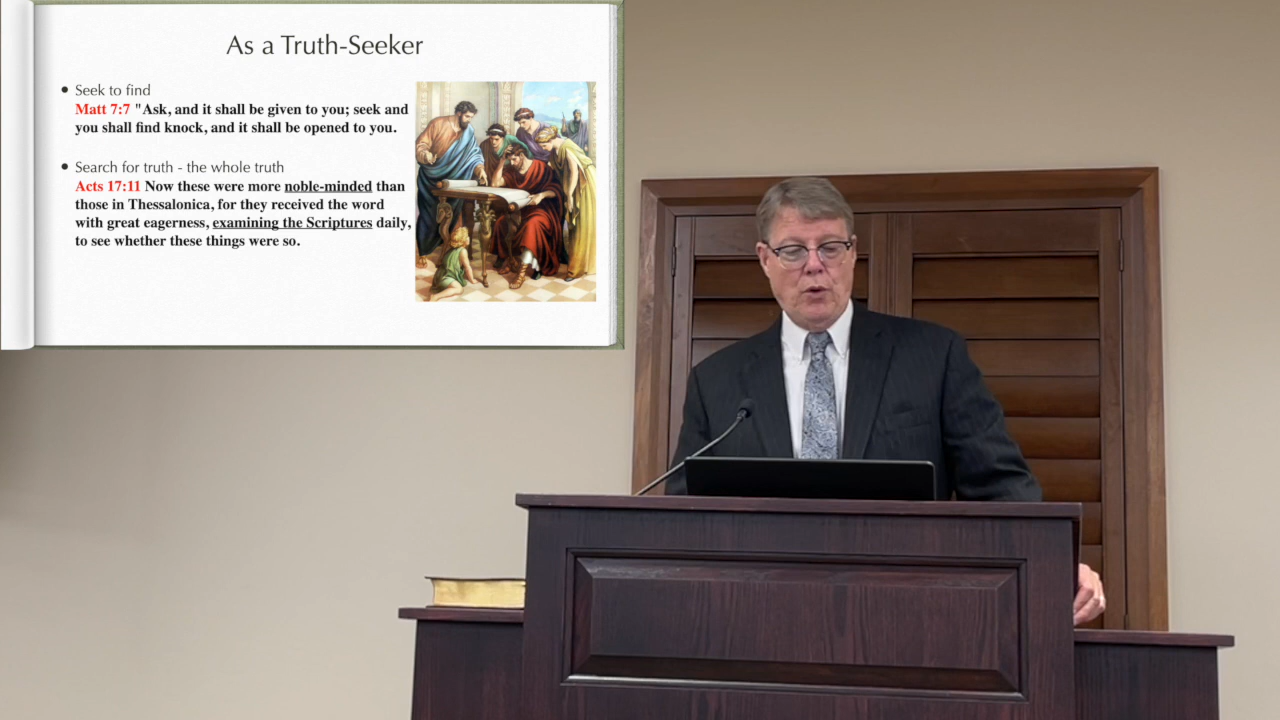 As a Truth-Seeker
• Seek to find
Matt 7:7 "Ask, and it shall be given to you; seek and
you shall find knock, and it shall be opened to you.
• Search for truth - the whole truth
Acts 17:11 Now these were more noble-minded than
those in Thessalonica, for they received the word
with great eagerness, examining the Scriptures daily,
to see whether these things were so.